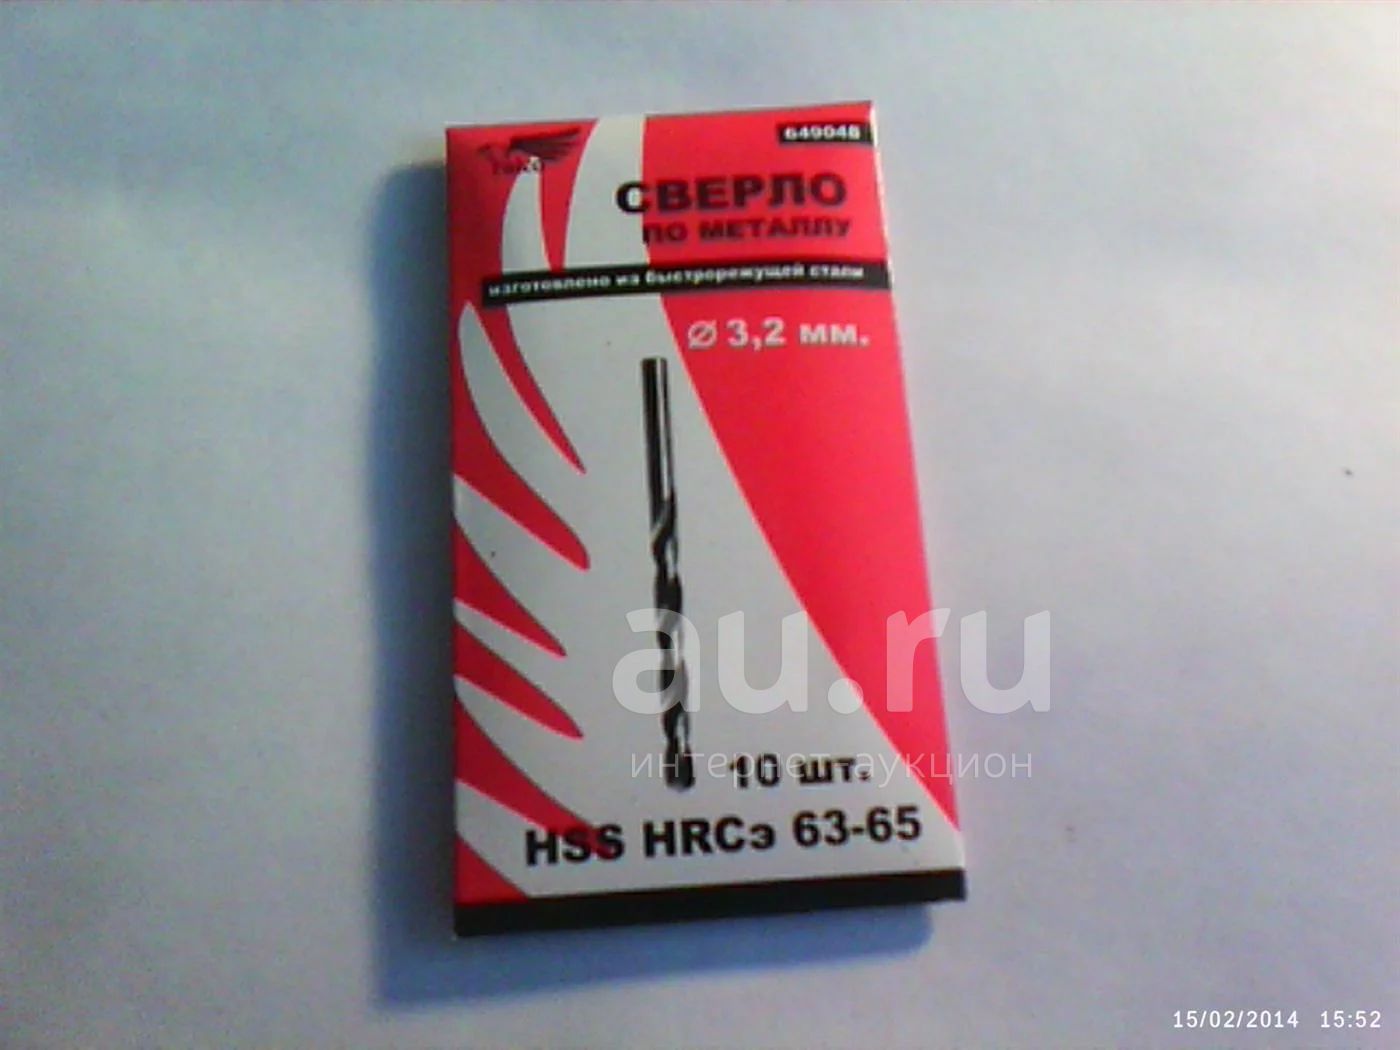 649048
СВЕРЛО
ПО МЕТАЛЛУ
изготовлено из быстрорежущей стали
Ø 3,2 мм.
au.ru
интернет аукцион
10 шт.
HSS HRCэ 63-65
15/02/2014 15:52